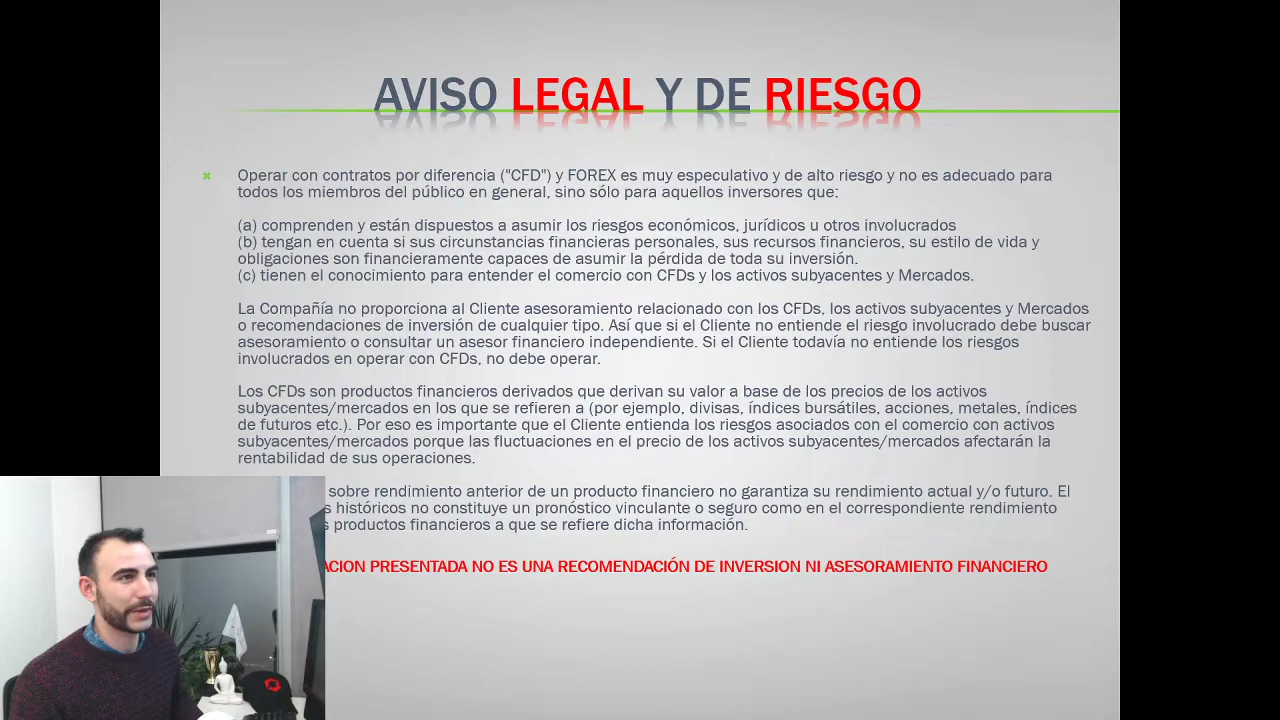 AVISO LEGAL Y DE RIESGO
Operar con contratos por diferencia ("CFD") y FOREX es muy especulativo y de alto riesgo y no es adecuado para
todos los miembros del público en general, sino sólo para aquellos inversores que:
(a) comprenden y están dispuestos a asumir los riesgos económicos, jurídicos u otros involucrados
(b) tengan en cuenta si sus circunstancias financieras personales, sus recursos financieros, su estilo de vida y
obligaciones son financieramente capaces de asumir la pérdida de toda su inversión.
(c) tienen el conocimiento para entender el comercio con CFDs y los activos subyacentes y Mercados.
La Compañía no proporciona al Cliente asesoramiento relacionado con los CFDs, los activos subyacentes y Mercados
o recomendaciones de inversión de cualquier tipo. Así que si el Cliente no entiende el riesgo involucrado debe buscar
asesoramiento o consultar un asesor financiero independiente. Si el Cliente todavía no entiende los riesgos
involucrados en operar con CFDs, no debe operar.
Los CFDs son productos financieros derivados que derivan su valor a base de los precios de los activos
subyacentes/mercados en los que se refieren a (por ejemplo, divisas, índices bursátiles, acciones, metales, índices
de futuros etc.). Por eso es importante que el Cliente entienda los riesgos asociados con el comercio con activos
subyacentes/mercados porque las fluctuaciones en el precio de los activos subyacentes/mercados afectarán la
rentabilidad de sus operaciones.
sobre rendimiento anterior de un producto financiero no garantiza su rendimiento actual y/o futuro. El
s históricos no constituye un pronóstico vinculante o seguro como en el correspondiente rendimiento
s productos financieros a que se refiere dicha información.
ACION PRESENTADA NO ES UNA RECOMENDACIÓN DE INVERSION NI ASESORAMIENTO FINANCIERO